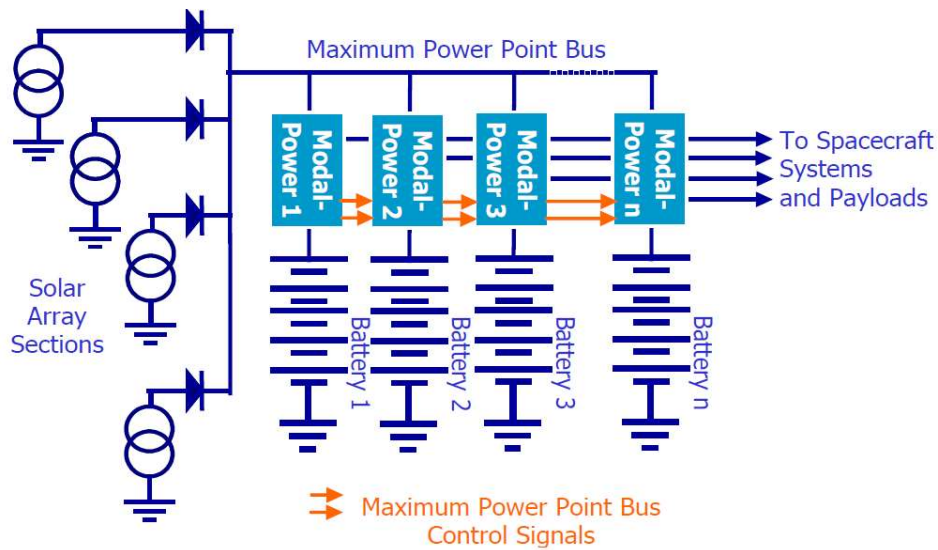 Maximum Power Point Bus
Modal-
Power 1
Modal-
Power 2
Modal-
Power 3
Modal-
Power n
To Spacecraft
Systems
and Payloads
Solar
Array
Sections
Battery 1
Battery 2
Battery 3
Battery n
Maximum Power Point Bus
Control Signals